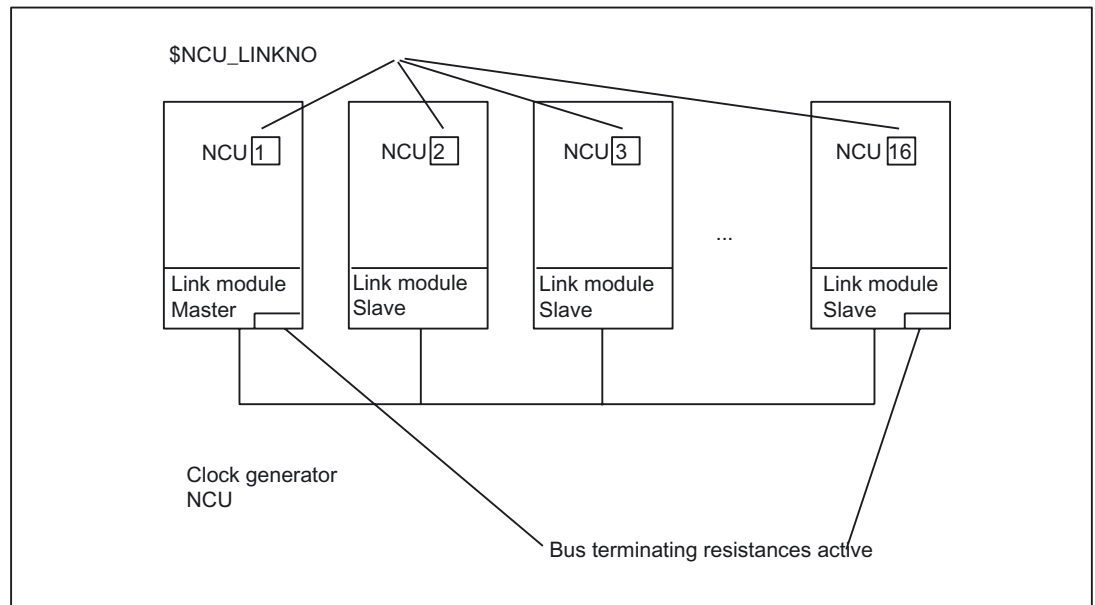 $NCU_LINKNO
NCU 1
NCU 2
NCU 3
NCU 16
...
Link module
Master
Link module
Slave
Link module
Slave
Link module
Slave
Clock generator
NCU
Bus terminating resistances active